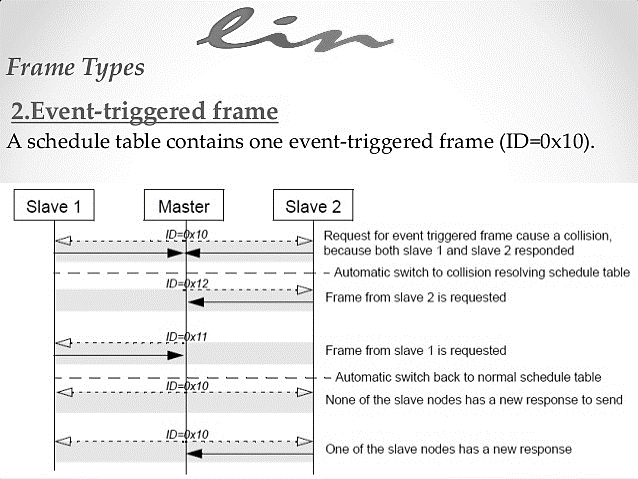 lin
Frame Types
2.Event-triggered frame
A schedule table contains one event-triggered frame (ID=0x10).
Slave 1
Master
Slave 2
ID=0x10
Request for event triggered frame cause a collision,
because both slave 1 and slave 2 responded
Automatic switch to collision resolving schedule table
ID=0x12
Frame from slave 2 is requested
ID=0x11
Frame from slave 1 is requested
Automatic switch back to normal schedule table
ID=0x10
None of the slave nodes has a new response to send
ID=0x10
One of the slave nodes has a new response